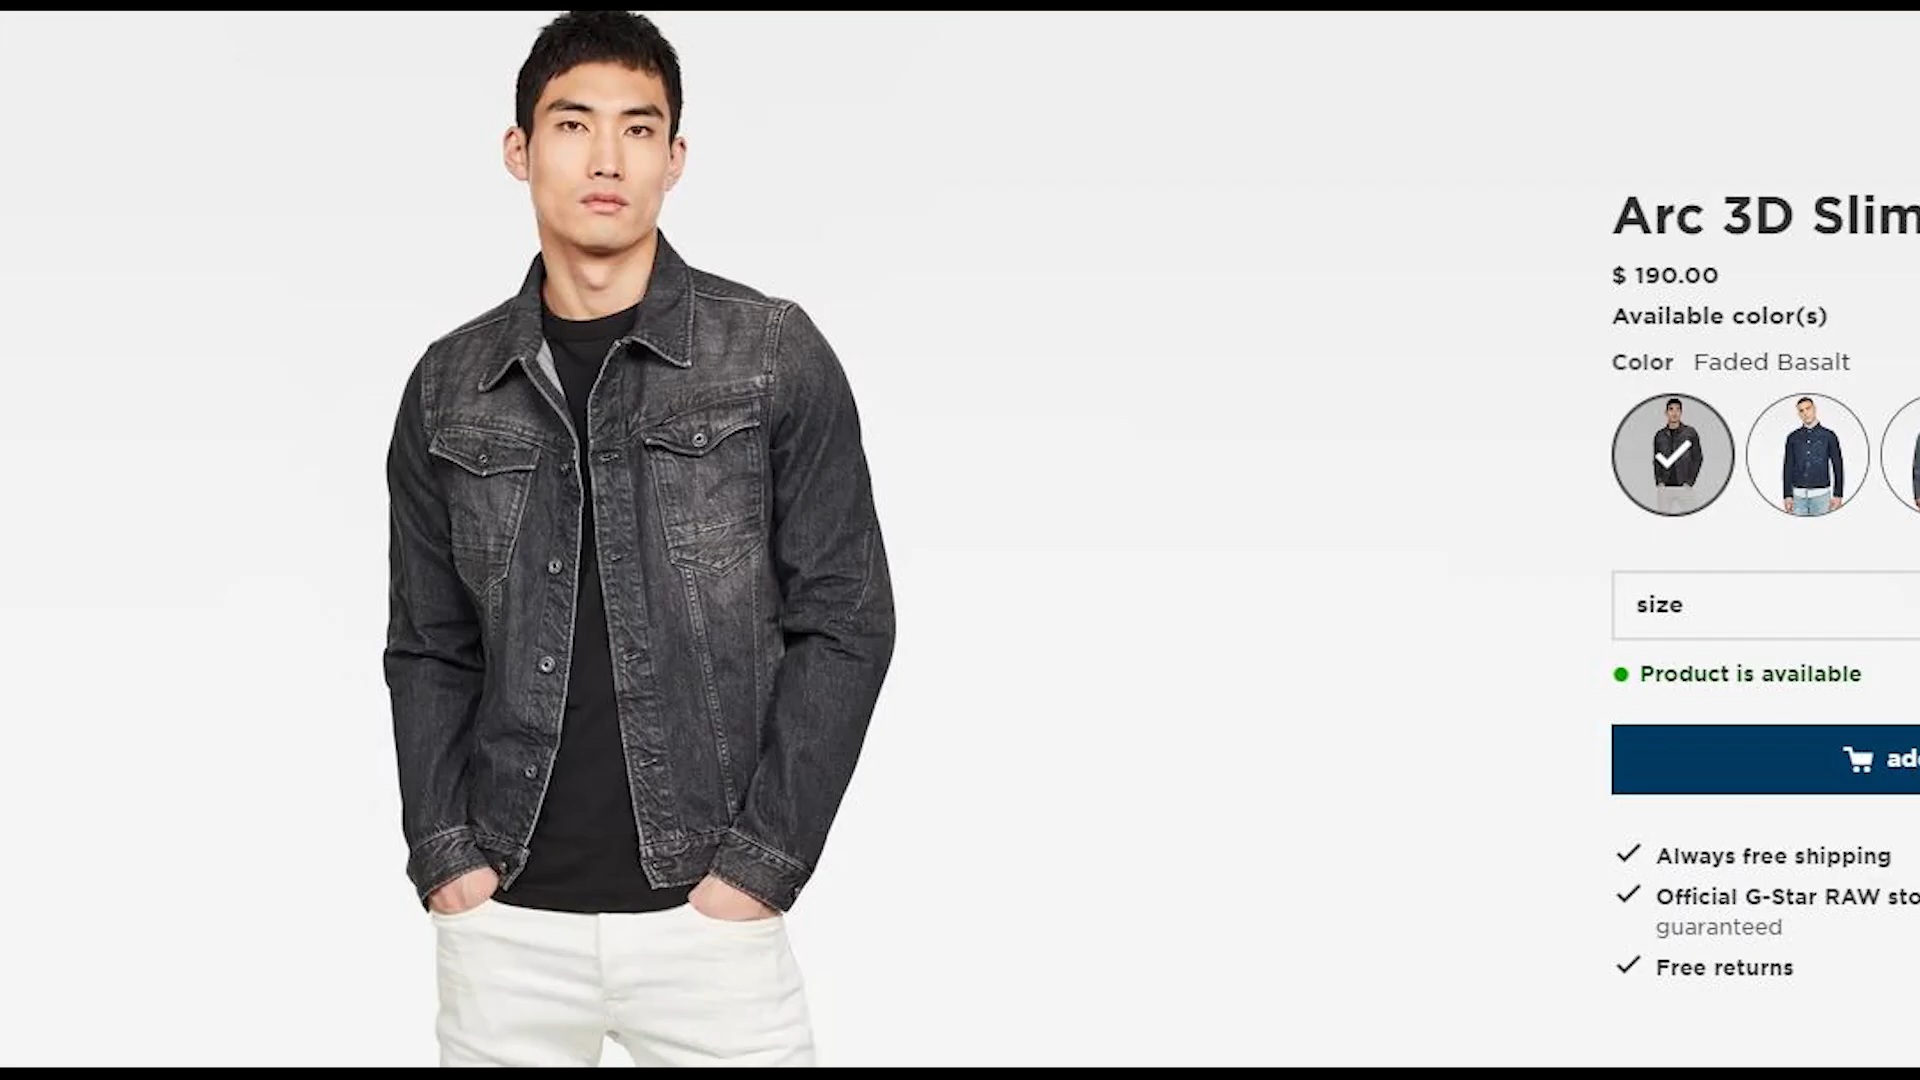 Arc 3D Slim
$ 190.00
Available color(s)
Color Faded Basalt
size
Product is available
Always free shipping
Official G-Star RAW
guaranteed
Free returns